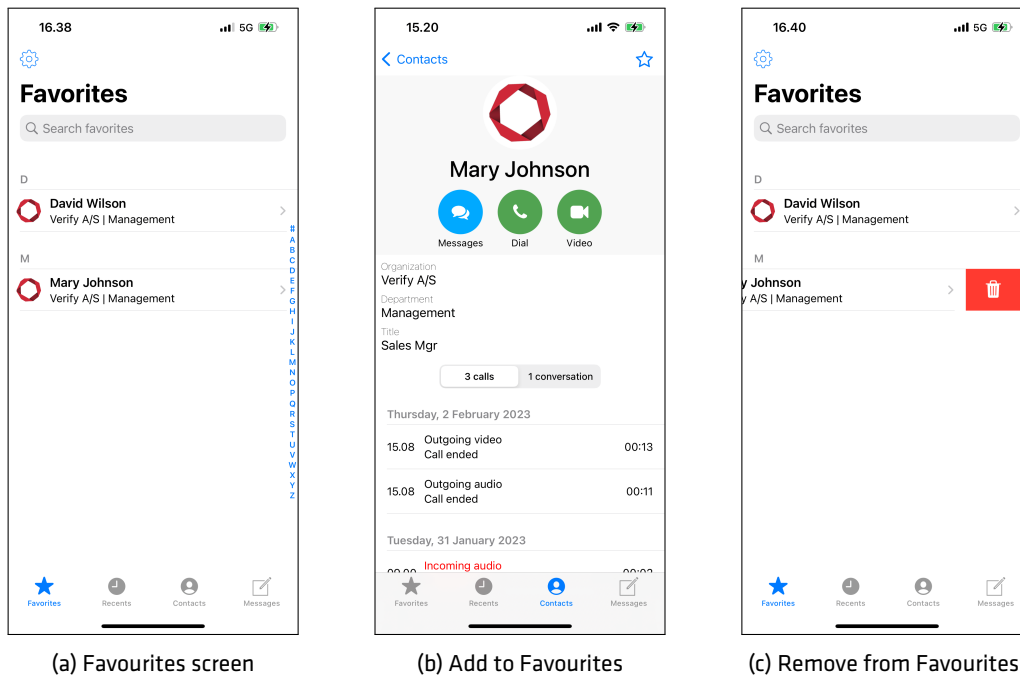 16.38
5G
Favorites
Search favorites
D
David Wilson
Verify A/S | Management
M
Mary Johnson
Verify A/S | Management
#
A
B
C
D
E
F
G
H
I
J
K
L
M
N
O
P
Q
R
S
T
U
V
W
X
Y
Z
Favorites
Recents
Contacts
Messages
(a) Favourites screen
15.20
Contacts
Mary Johnson
Messages
Dial
Video
Organization
Verify A/S
Department
Management
Title
Sales Mgr
3 calls
1 conversation
Thursday, 2 February 2023
15.08 Outgoing video 00:13
Call ended
15.08 Outgoing audio 00:11
Call ended
Tuesday, 31 January 2023
Incoming audio
Favorites
Recents
Contacts
Messages
(b) Add to Favourites
16.40
5G
Favorites
Search favorites
D
David Wilson
Verify A/S | Management
M
y Johnson
y A/S | Management
Favorites
Recents
Contacts
Messages
(c) Remove from Favourites